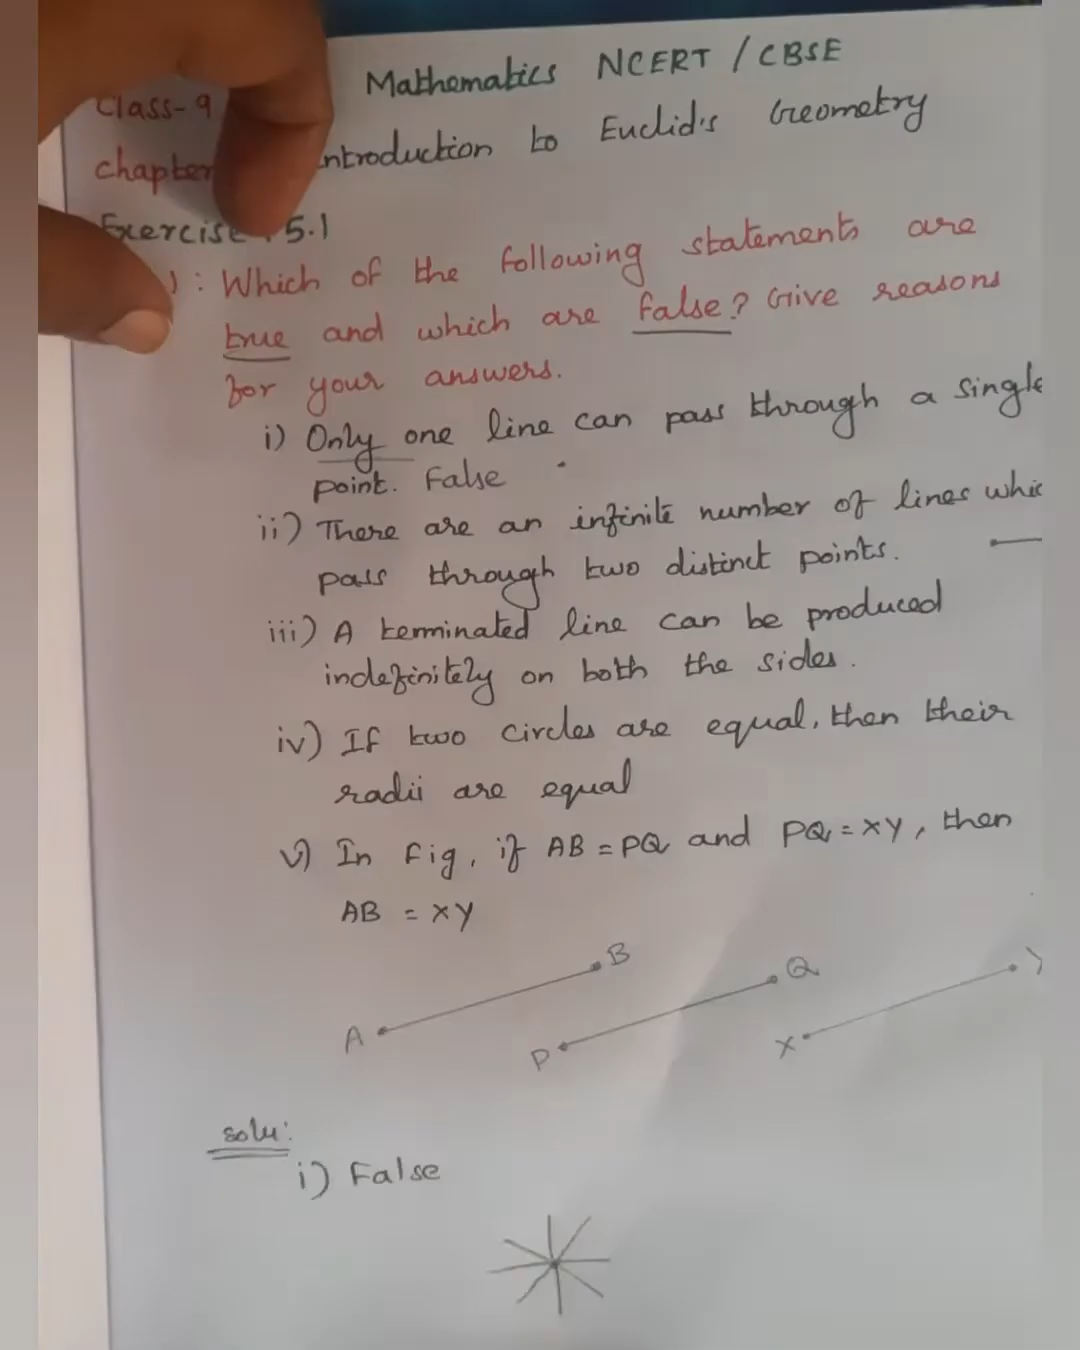 Mathematics NCERT / CBSE
Class-9
Chapter ntroduction to Euclid's Geometry
Exercise 5.1
): Which of the following statements are
true and which are false? Give reasons
for your answers.
i) Only one line can pass through a single
point. False
ii) There are an infinite number of lines whic
pass through two distinct points.
iii) A terminated line can be produced
indefinitely on both the sides.
iv) If two circles are equal, then their
radii are equal
v) In fig, if AB = PQ and PQ = XY, then
AB = XY
B
Q
Y
A
P
X
solu:
i) False